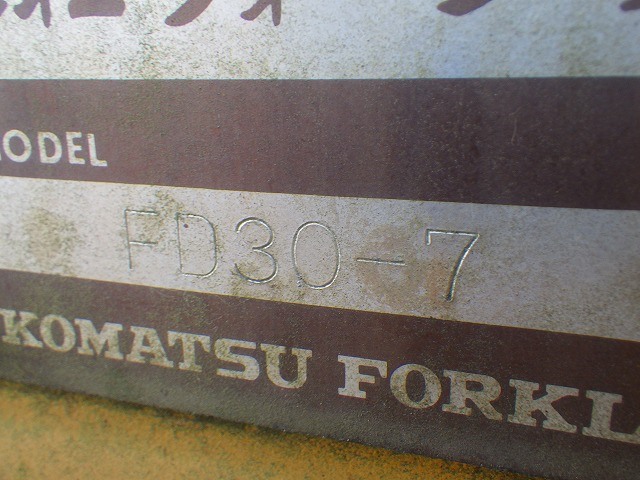 MODEL
FD30-7
KOMATSU FORKL